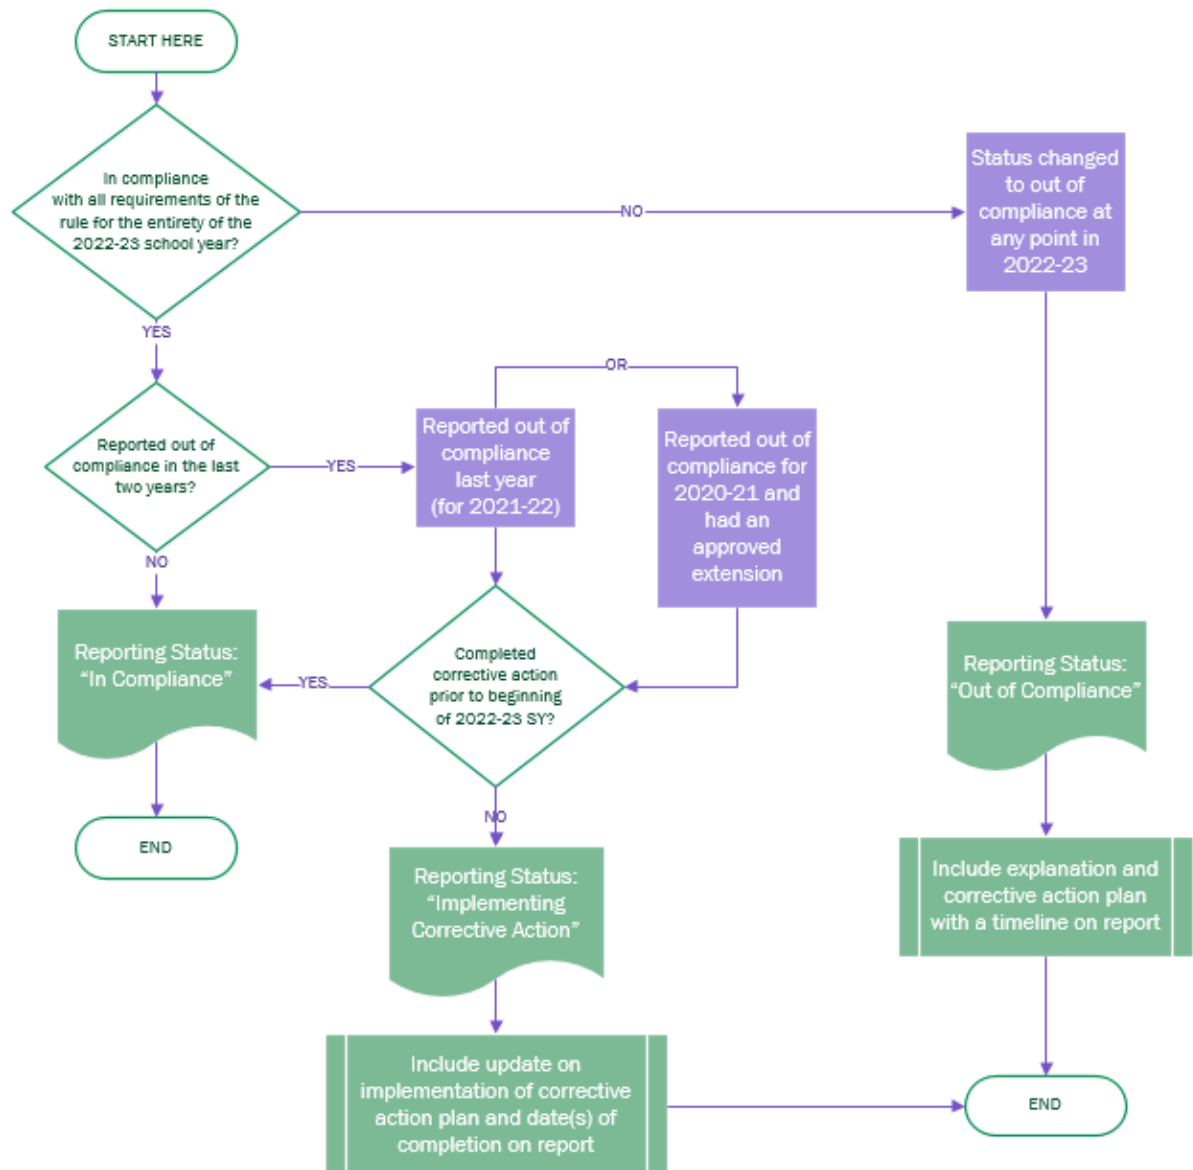 START HERE
In compliance
with all requirements of the
rule for the entirety of the
2022-23 school year?
NO
Status changed
to out of
compliance at
any point in
2022-23
YES
Reported out of
compliance in the last
two years?
YES
Reported out of
compliance
last year
(for 2021-22)
OR
Reported out of
compliance for
2020-21 and
had an
approved
extension
NO
Reporting Status:
“In Compliance”
YES
Completed
corrective action
prior to beginning
of 2022-23 SY?
Reporting Status:
“Out of Compliance”
END
NO
Reporting Status:
“Implementing
Corrective Action”
Include explanation and
corrective action plan
with a timeline on report
Include update on
implementation of corrective
action plan and date(s) of
completion on report
END